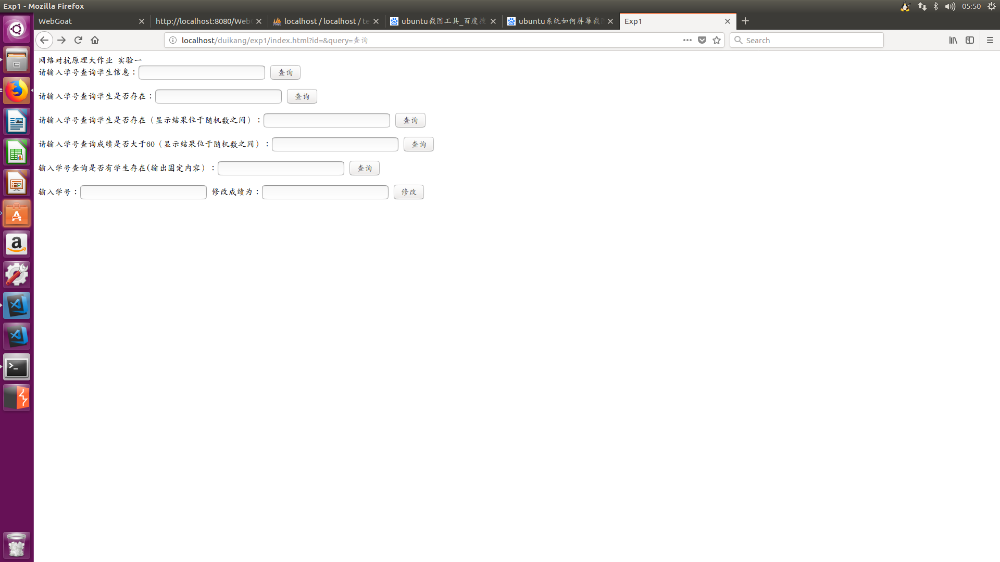 Exp1 - Mozilla Firefox
05:50
WebGoat
http://localhost:8080/Web
localhost / localhost / te
ubuntu截图工具_百度搜
ubuntu系统如何屏幕截图
Exp1
localhost/duikang/exp1/index.html?id=&query=查询
Search
网络对抗原理大作业 实验一
请输入学号查询学生信息：
查询
请输入学号查询学生是否存在：
查询
请输入学号查询学生是否存在（显示结果位于随机数之间）：
查询
请输入学号查询成绩是否大于60（显示结果位于随机数之间）：
查询
输入学号查询是否有学生存在(输出固定内容）：
查询
输入学号：
修改成绩为：
修改